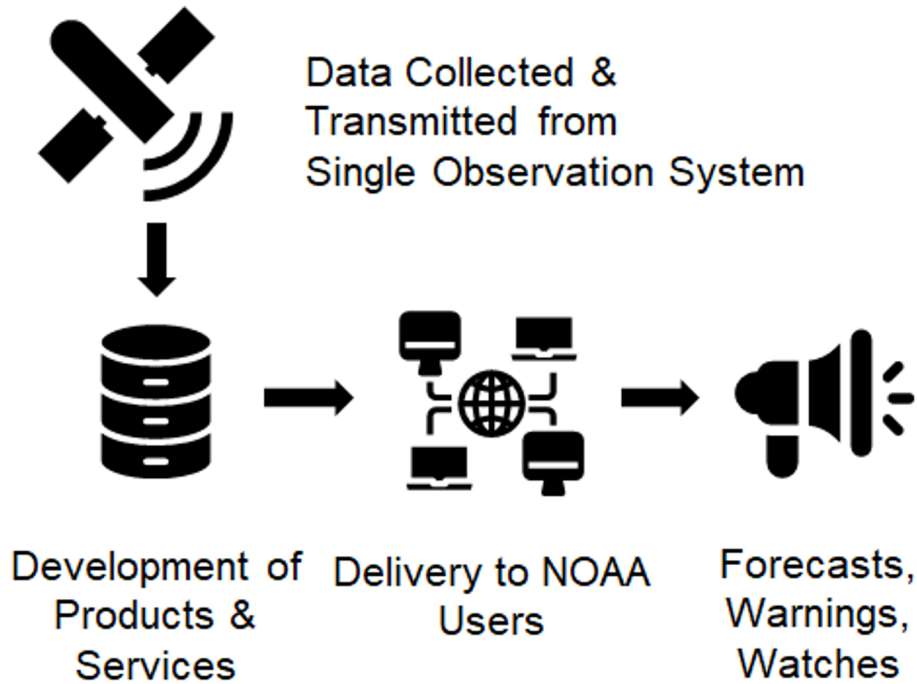 Data Collected &
Transmitted from
Single Observation System
Development of
Products &
Services
Delivery to NOAA
Users
Forecasts,
Warnings,
Watches